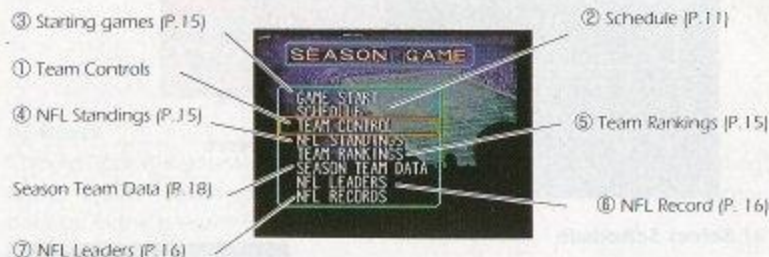 ③ Starting games (P.15)
② Schedule (P.11)
SEASON GAME
① Team Controls
GAME START
SCHEDULE
④ NFL Standings (P.15)
TEAM CONTROL
NFL STANDINGS
⑤ Team Rankings (P.15)
TEAM RANKINGS
SEASON TEAM DATA
Season Team Data (P.18)
NFL LEADERS
NFL RECORDS
⑥ NFL Record (P. 16)
⑦ NFL Leaders (P.16)